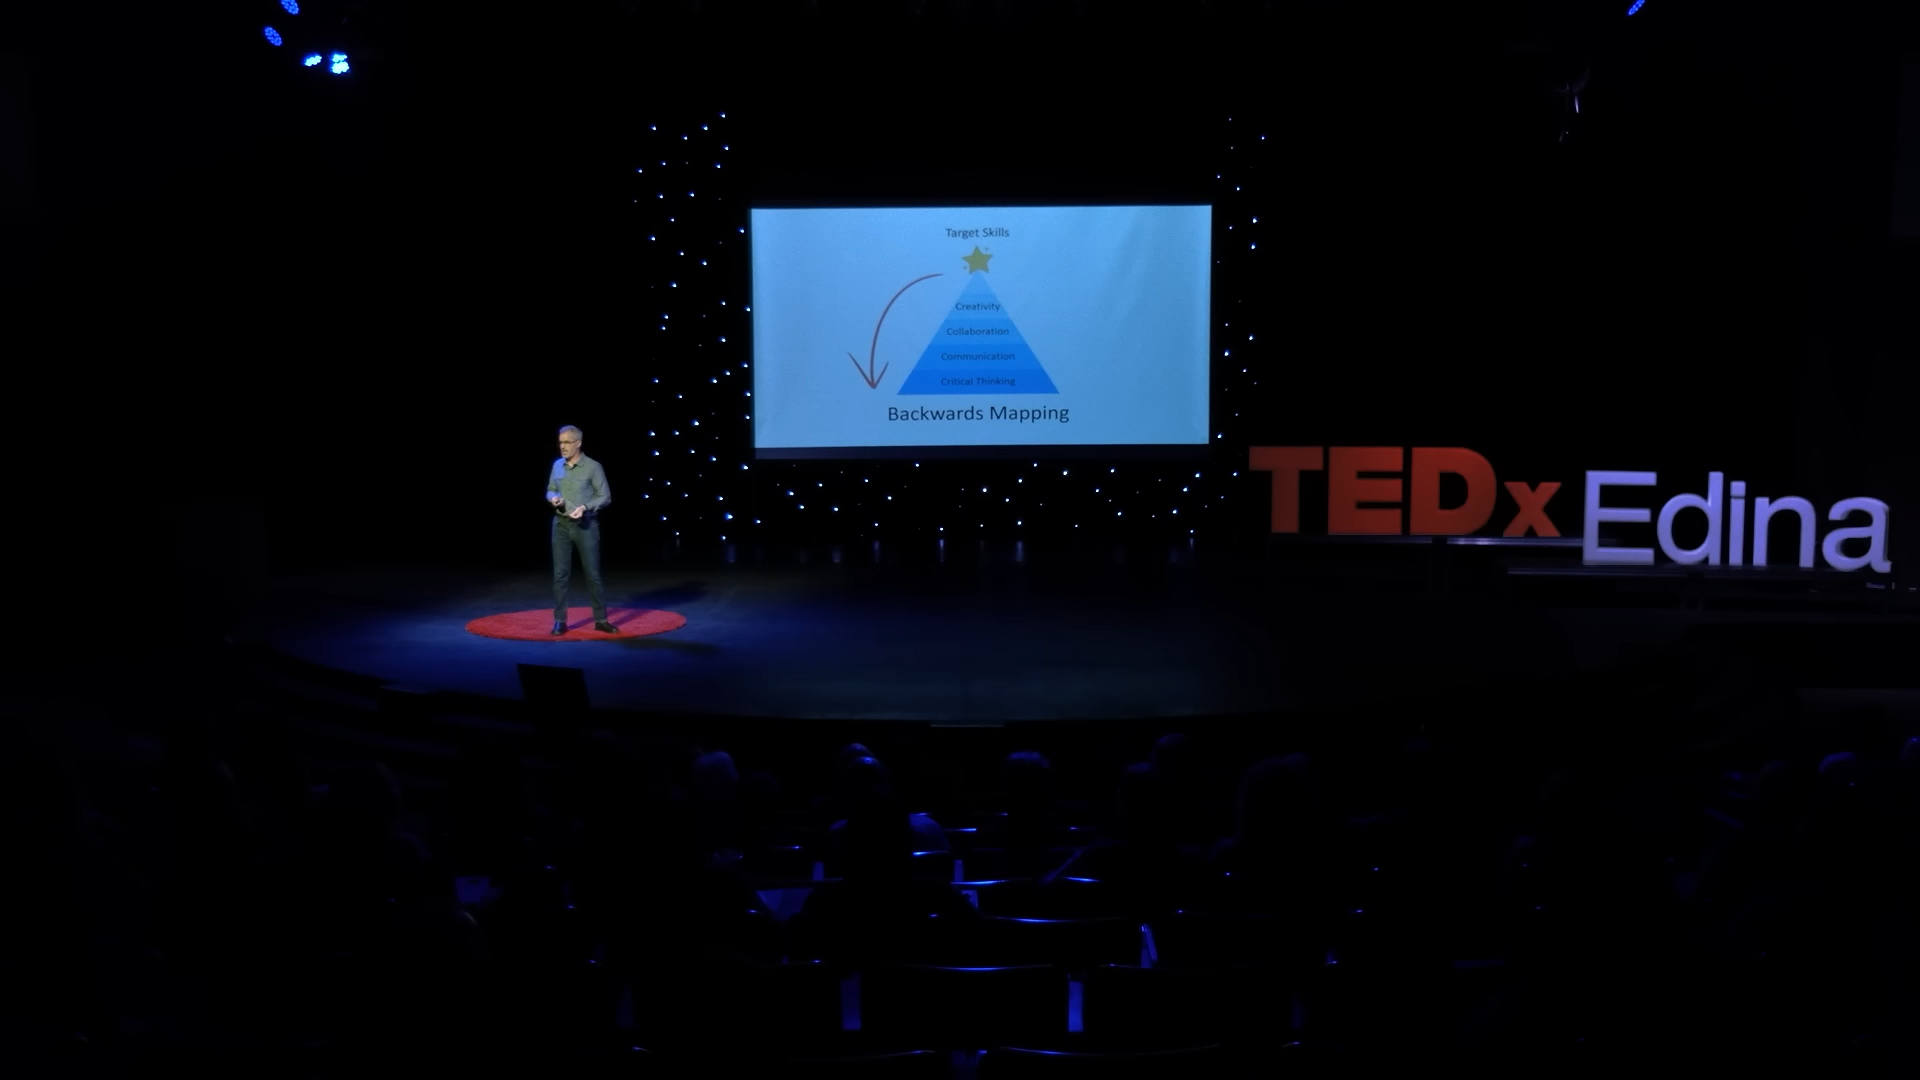 Target Skills
Creativity
Collaboration
Communication
Critical Thinking
Backwards Mapping
TEDx Edina